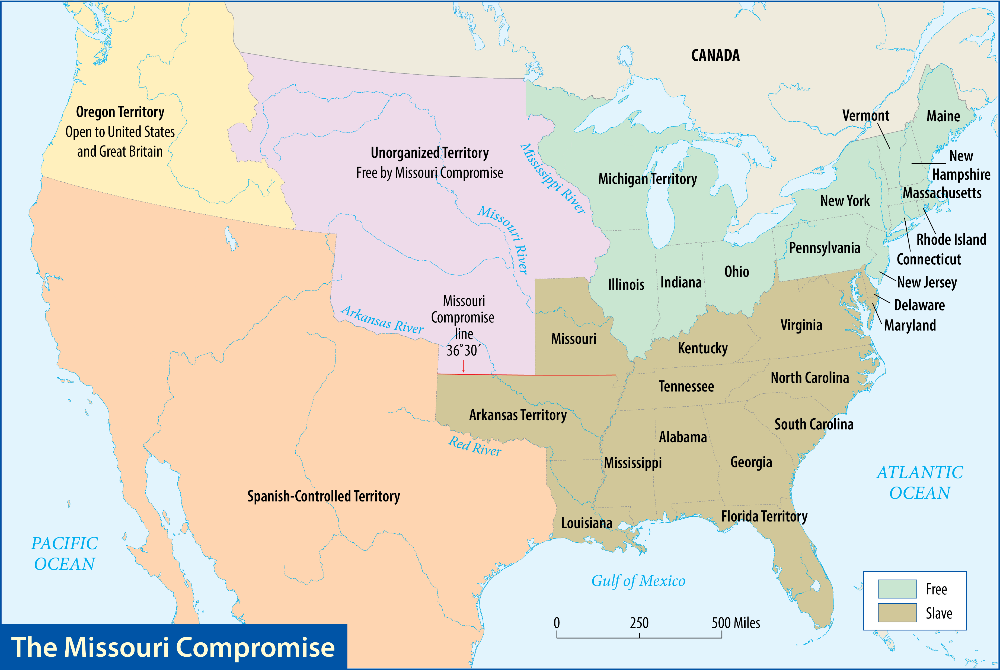 CANADA
Oregon Territory
Open to United States
and Great Britain
Unorganized Territory
Free by Missouri Compromise
Mississippi River
Missouri River
Michigan Territory
Vermont
Maine
New
Hampshire
Massachusetts
New York
Rhode Island
Connecticut
Pennsylvania
New Jersey
Delaware
Maryland
Illinois
Indiana
Ohio
Virginia
Missouri
Compromise
line
36°30′
Arkansas River
Missouri
Kentucky
Tennessee
North Carolina
South Carolina
Arkansas Territory
Red River
Mississippi
Alabama
Georgia
Spanish-Controlled Territory
Louisiana
Florida Territory
ATLANTIC
OCEAN
PACIFIC
OCEAN
Gulf of Mexico
0 250 500 Miles
Free
Slave
The Missouri Compromise